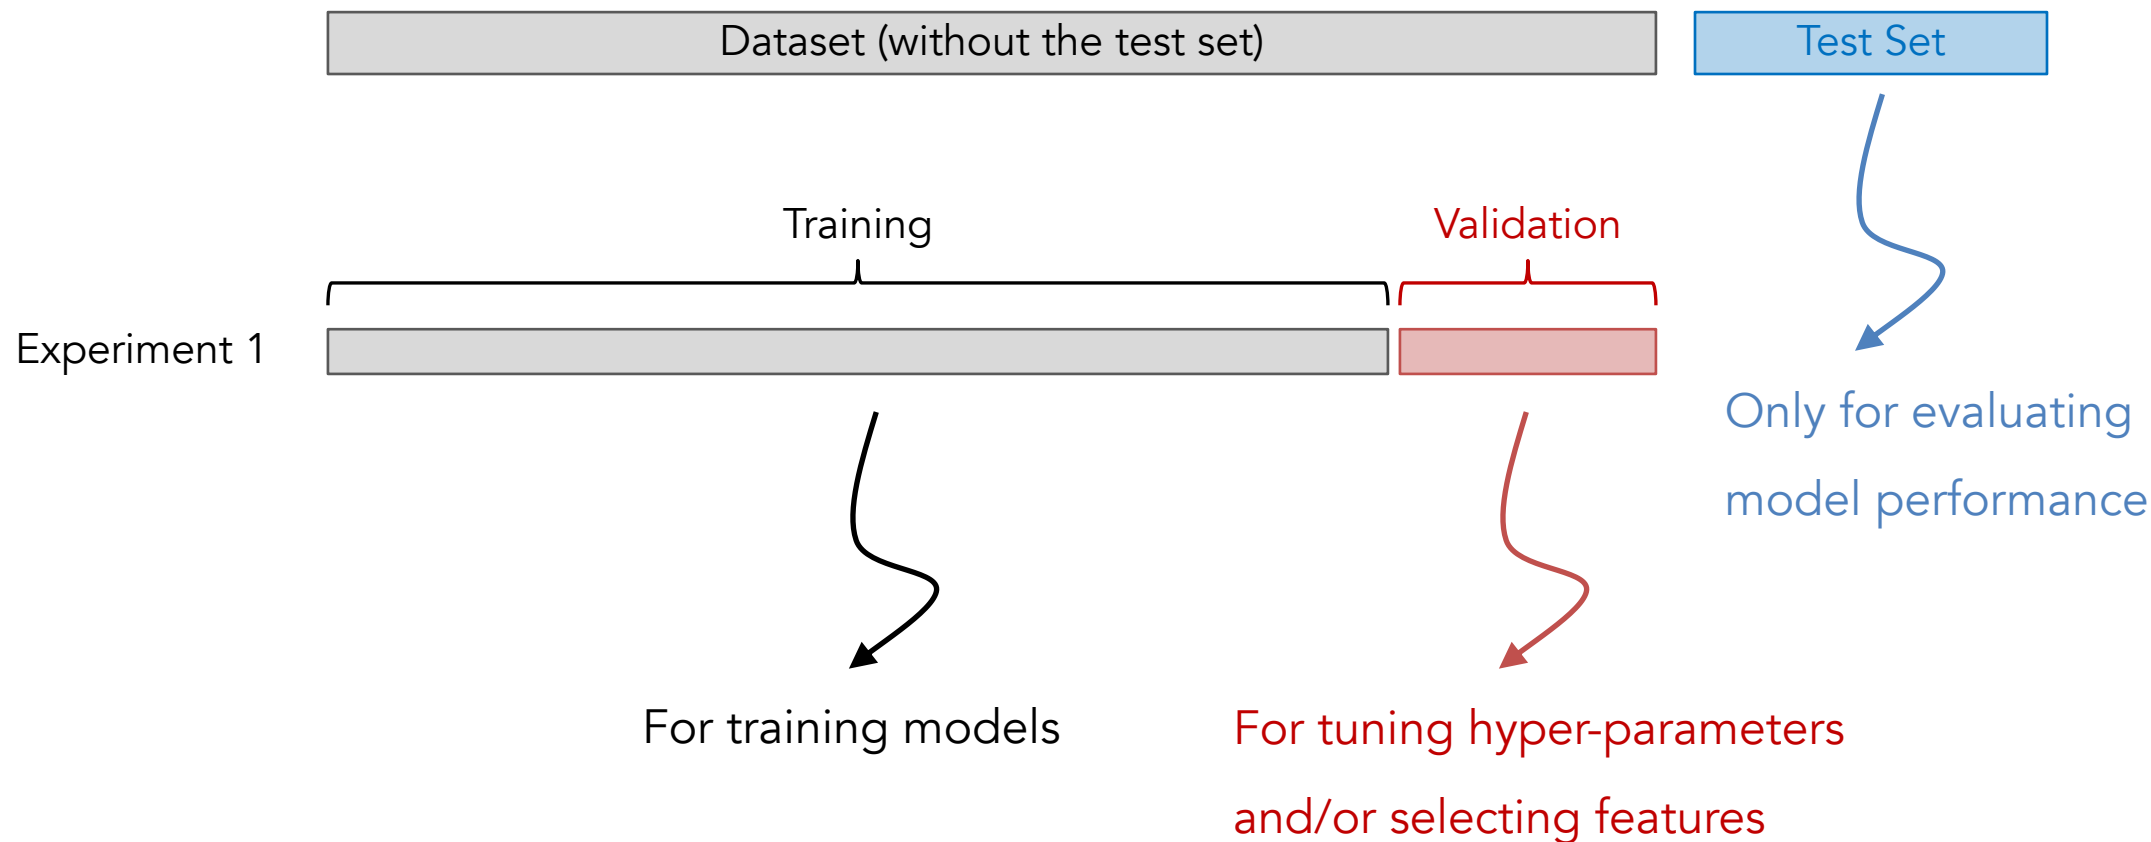 Dataset (without the test set)
Test Set
Training
Validation
Experiment 1
Only for evaluating
model performance
For training models
For tuning hyper-parameters
and/or selecting features